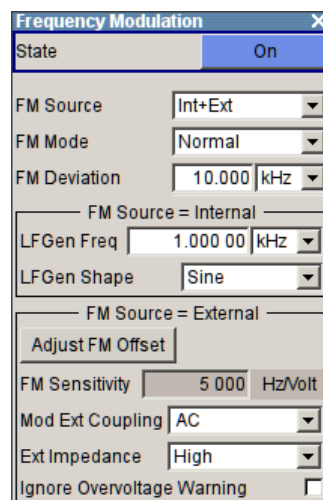 Frequency Modulation X
State On
FM Source Int+Ext
FM Mode Normal
FM Deviation 10.000 kHz
FM Source = Internal
LFGen Freq 1.000 00 kHz
LFGen Shape Sine
FM Source = External
Adjust FM Offset
FM Sensitivity 5 000 Hz/Volt
Mod Ext Coupling AC
Ext Impedance High
Ignore Overvoltage Warning